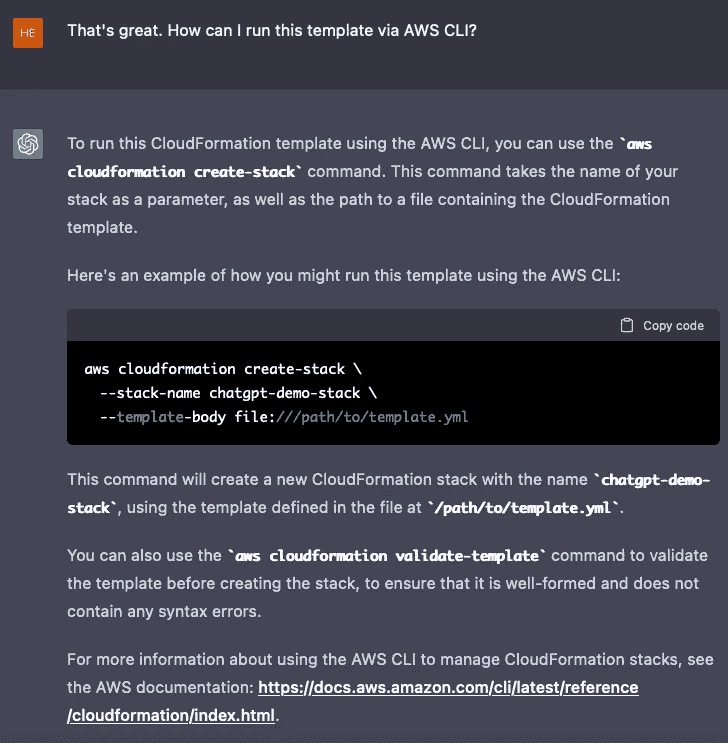 HE
That's great. How can I run this template via AWS CLI?
To run this CloudFormation template using the AWS CLI, you can use the `aws
cloudformation create-stack` command. This command takes the name of your
stack as a parameter, as well as the path to a file containing the CloudFormation
template.
Here's an example of how you might run this template using the AWS CLI:
Copy code
aws cloudformation create-stack \
--stack-name chatgpt-demo-stack \
--template-body file:///path/to/template.yml
This command will create a new CloudFormation stack with the name `chatgpt-demo-
stack`, using the template defined in the file at `/path/to/template.yml`.
You can also use the `aws cloudformation validate-template` command to validate
the template before creating the stack, to ensure that it is well-formed and does not
contain any syntax errors.
For more information about using the AWS CLI to manage CloudFormation stacks, see
the AWS documentation: https://docs.aws.amazon.com/cli/latest/reference
/cloudformation/index.html.